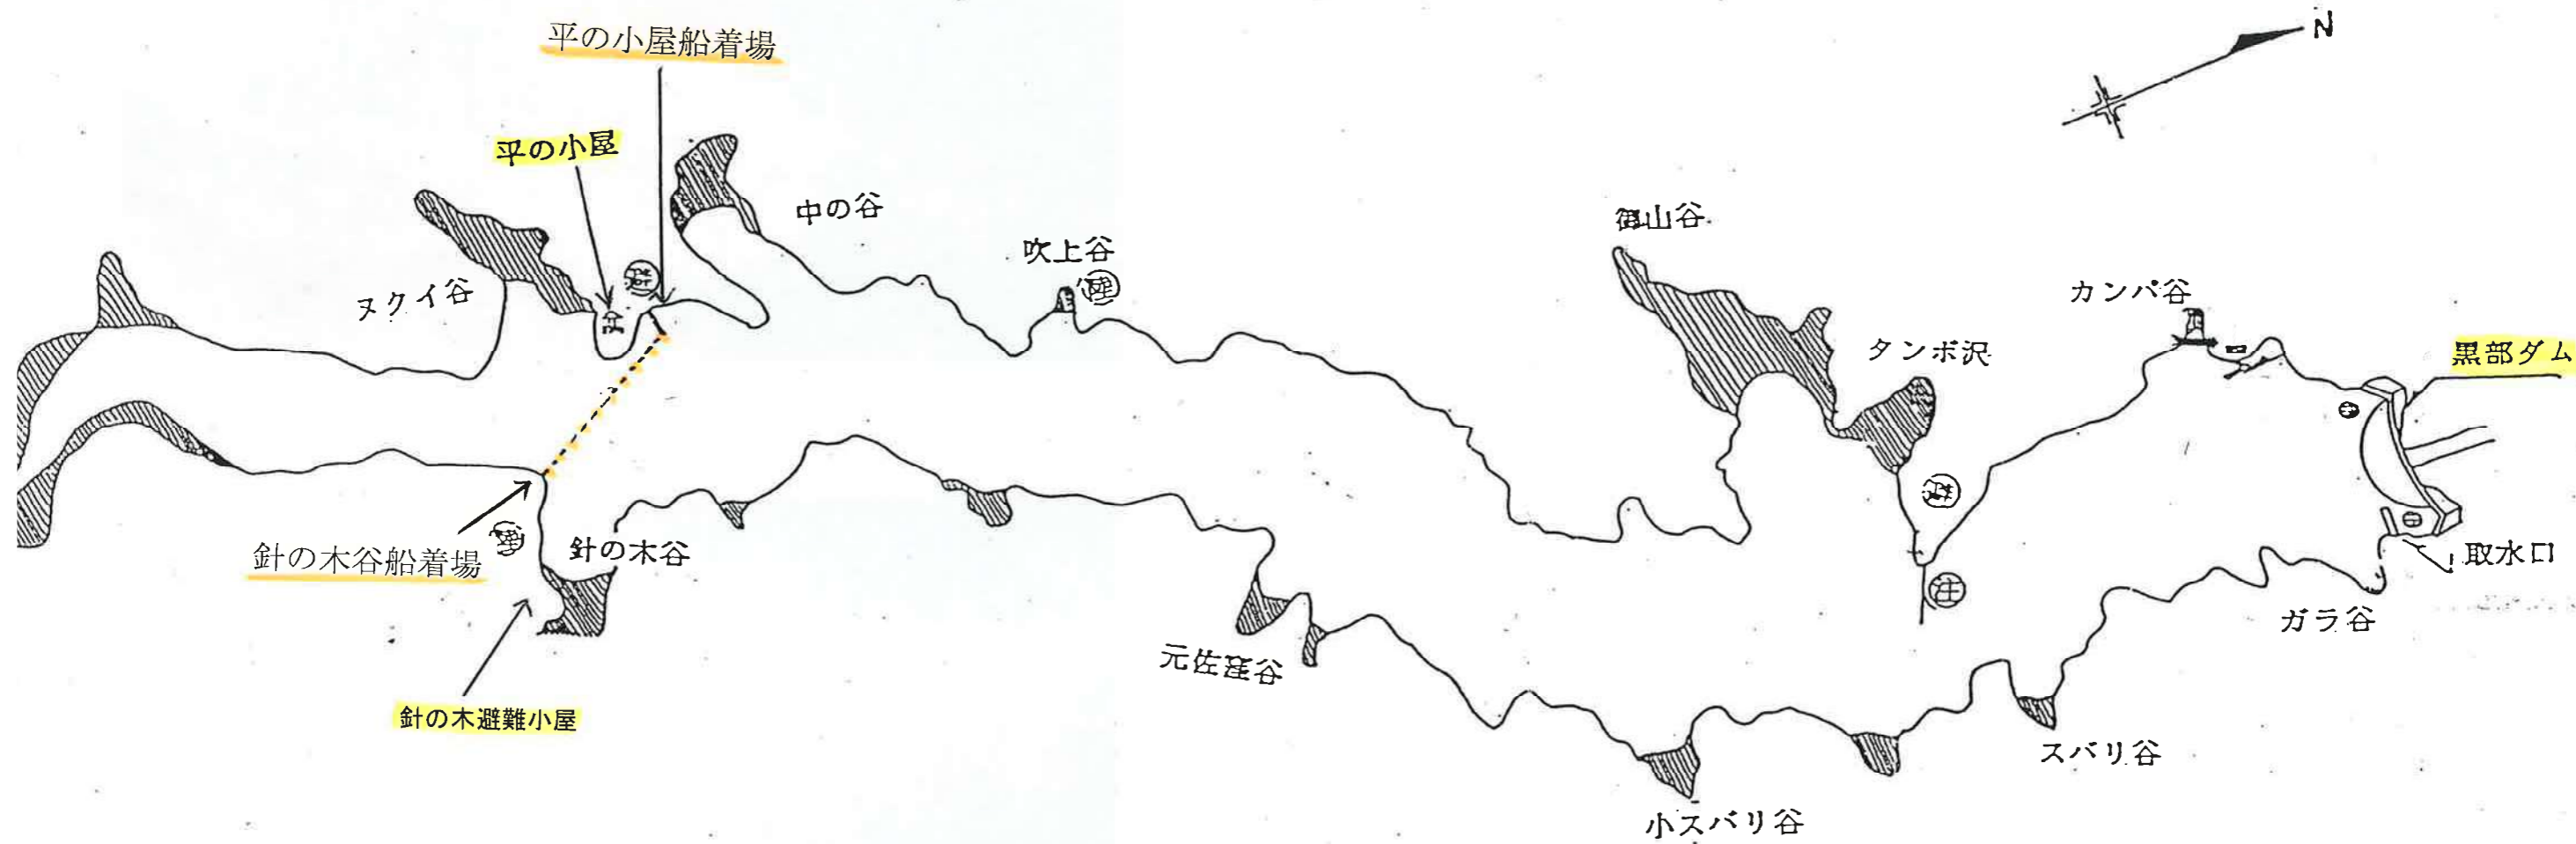 平の小屋船着場
N
平の小屋
中の谷
御山谷
吹上谷
ヌクイ谷
カンパ谷
タンボ沢
黒部ダム
針の木谷船着場
針の木谷
取水口
ガラ谷
元佐窪谷
針の木避難小屋
スバリ谷
小スバリ谷